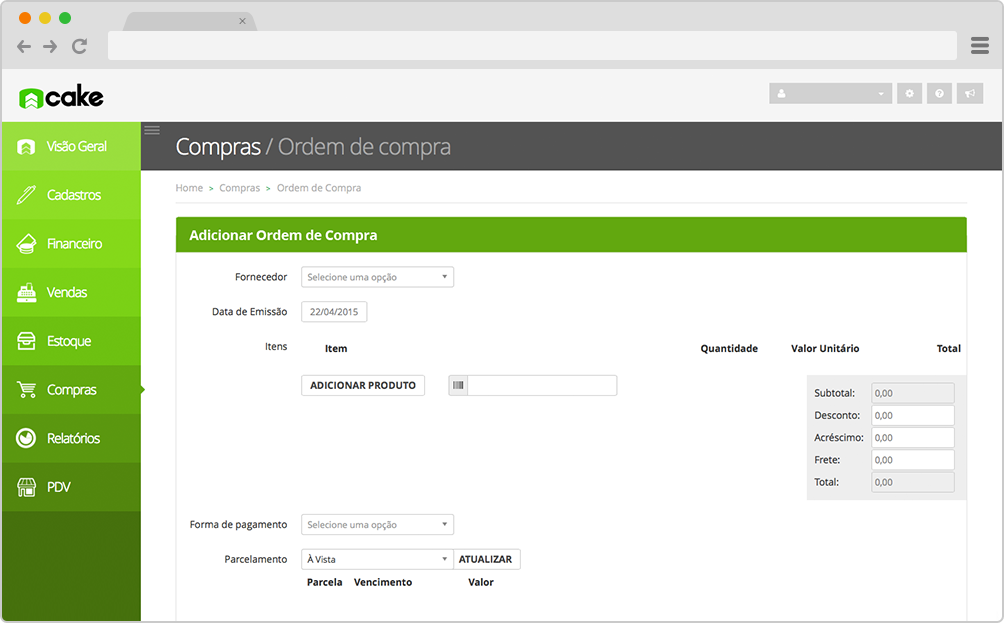 cake
Visão Geral
Cadastros
Financeiro
Vendas
Estoque
Compras
Relatórios
PDV
Compras / Ordem de compra
Home > Compras > Ordem de Compra
Adicionar Ordem de Compra
Fornecedor Selecione uma opção
Data de Emissão 22/04/2015
Itens Item Quantidade Valor Unitário Total
ADICIONAR PRODUTO
Subtotal: 0,00
Desconto: 0,00
Acréscimo: 0,00
Frete: 0,00
Total: 0,00
Forma de pagamento Selecione uma opção
Parcelamento À Vista ATUALIZAR
Parcela Vencimento Valor